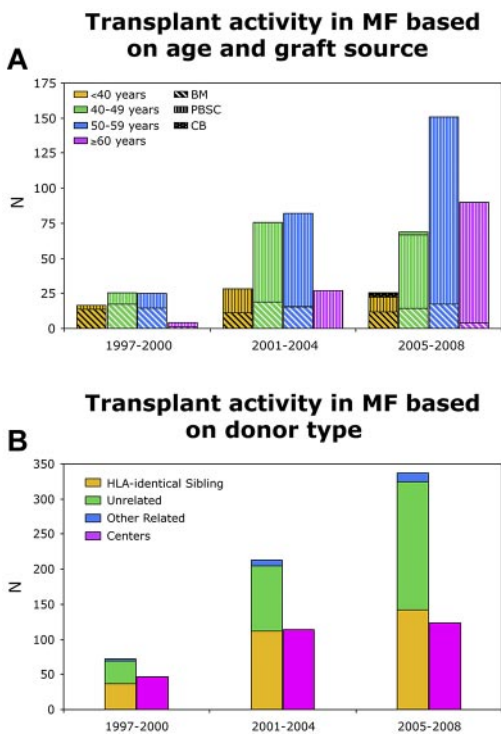 Transplant activity in MF based
on age and graft source
A
175
150
125
100
75
50
25
0
N
<40 years
40-49 years
50-59 years
≥60 years
BM
PBSC
CB
1997-2000
2001-2004
2005-2008
Transplant activity in MF based
on donor type
B
350
300
250
200
150
100
50
0
N
HLA-identical Sibling
Unrelated
Other Related
Centers
1997-2000
2001-2004
2005-2008